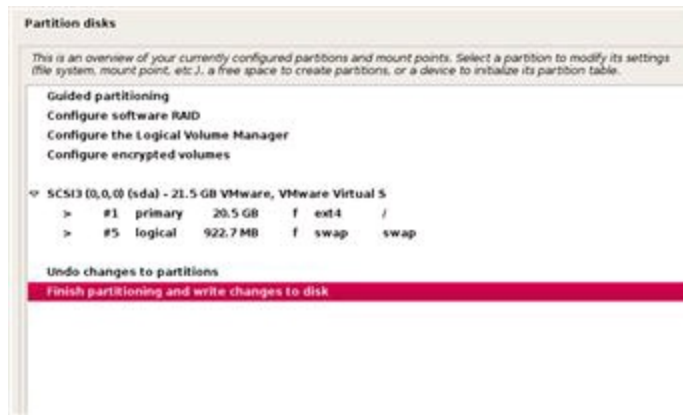 Partition disks
This is an overview of your currently configured partitions and mount points. Select a partition to modify its settings
(file system, mount point, etc.), a free space to create partitions, or a device to initialize its partition table.
Guided partitioning
Configure software RAID
Configure the Logical Volume Manager
Configure encrypted volumes
SCSI3 (0,0,0) (sda) - 21.5 GB VMware, VMware Virtual S
> #1 primary 20.5 GB f ext4 /
> #5 logical 922.7 MB f swap swap
Undo changes to partitions
Finish partitioning and write changes to disk